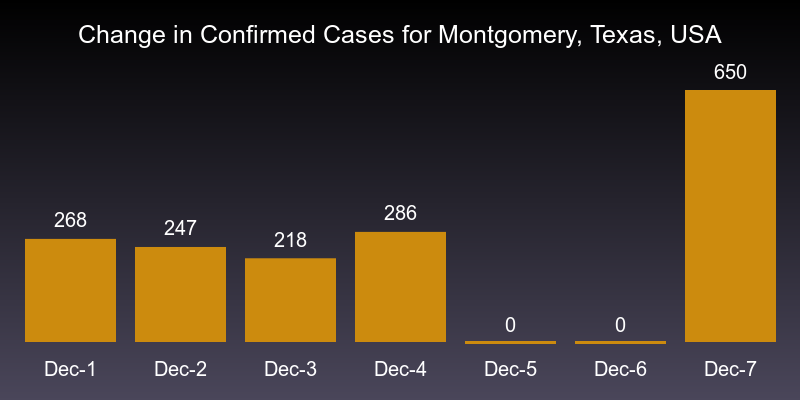 Change in Confirmed Cases for Montgomery, Texas, USA
650
268
247
218
286
0
0
Dec-1
Dec-2
Dec-3
Dec-4
Dec-5
Dec-6
Dec-7